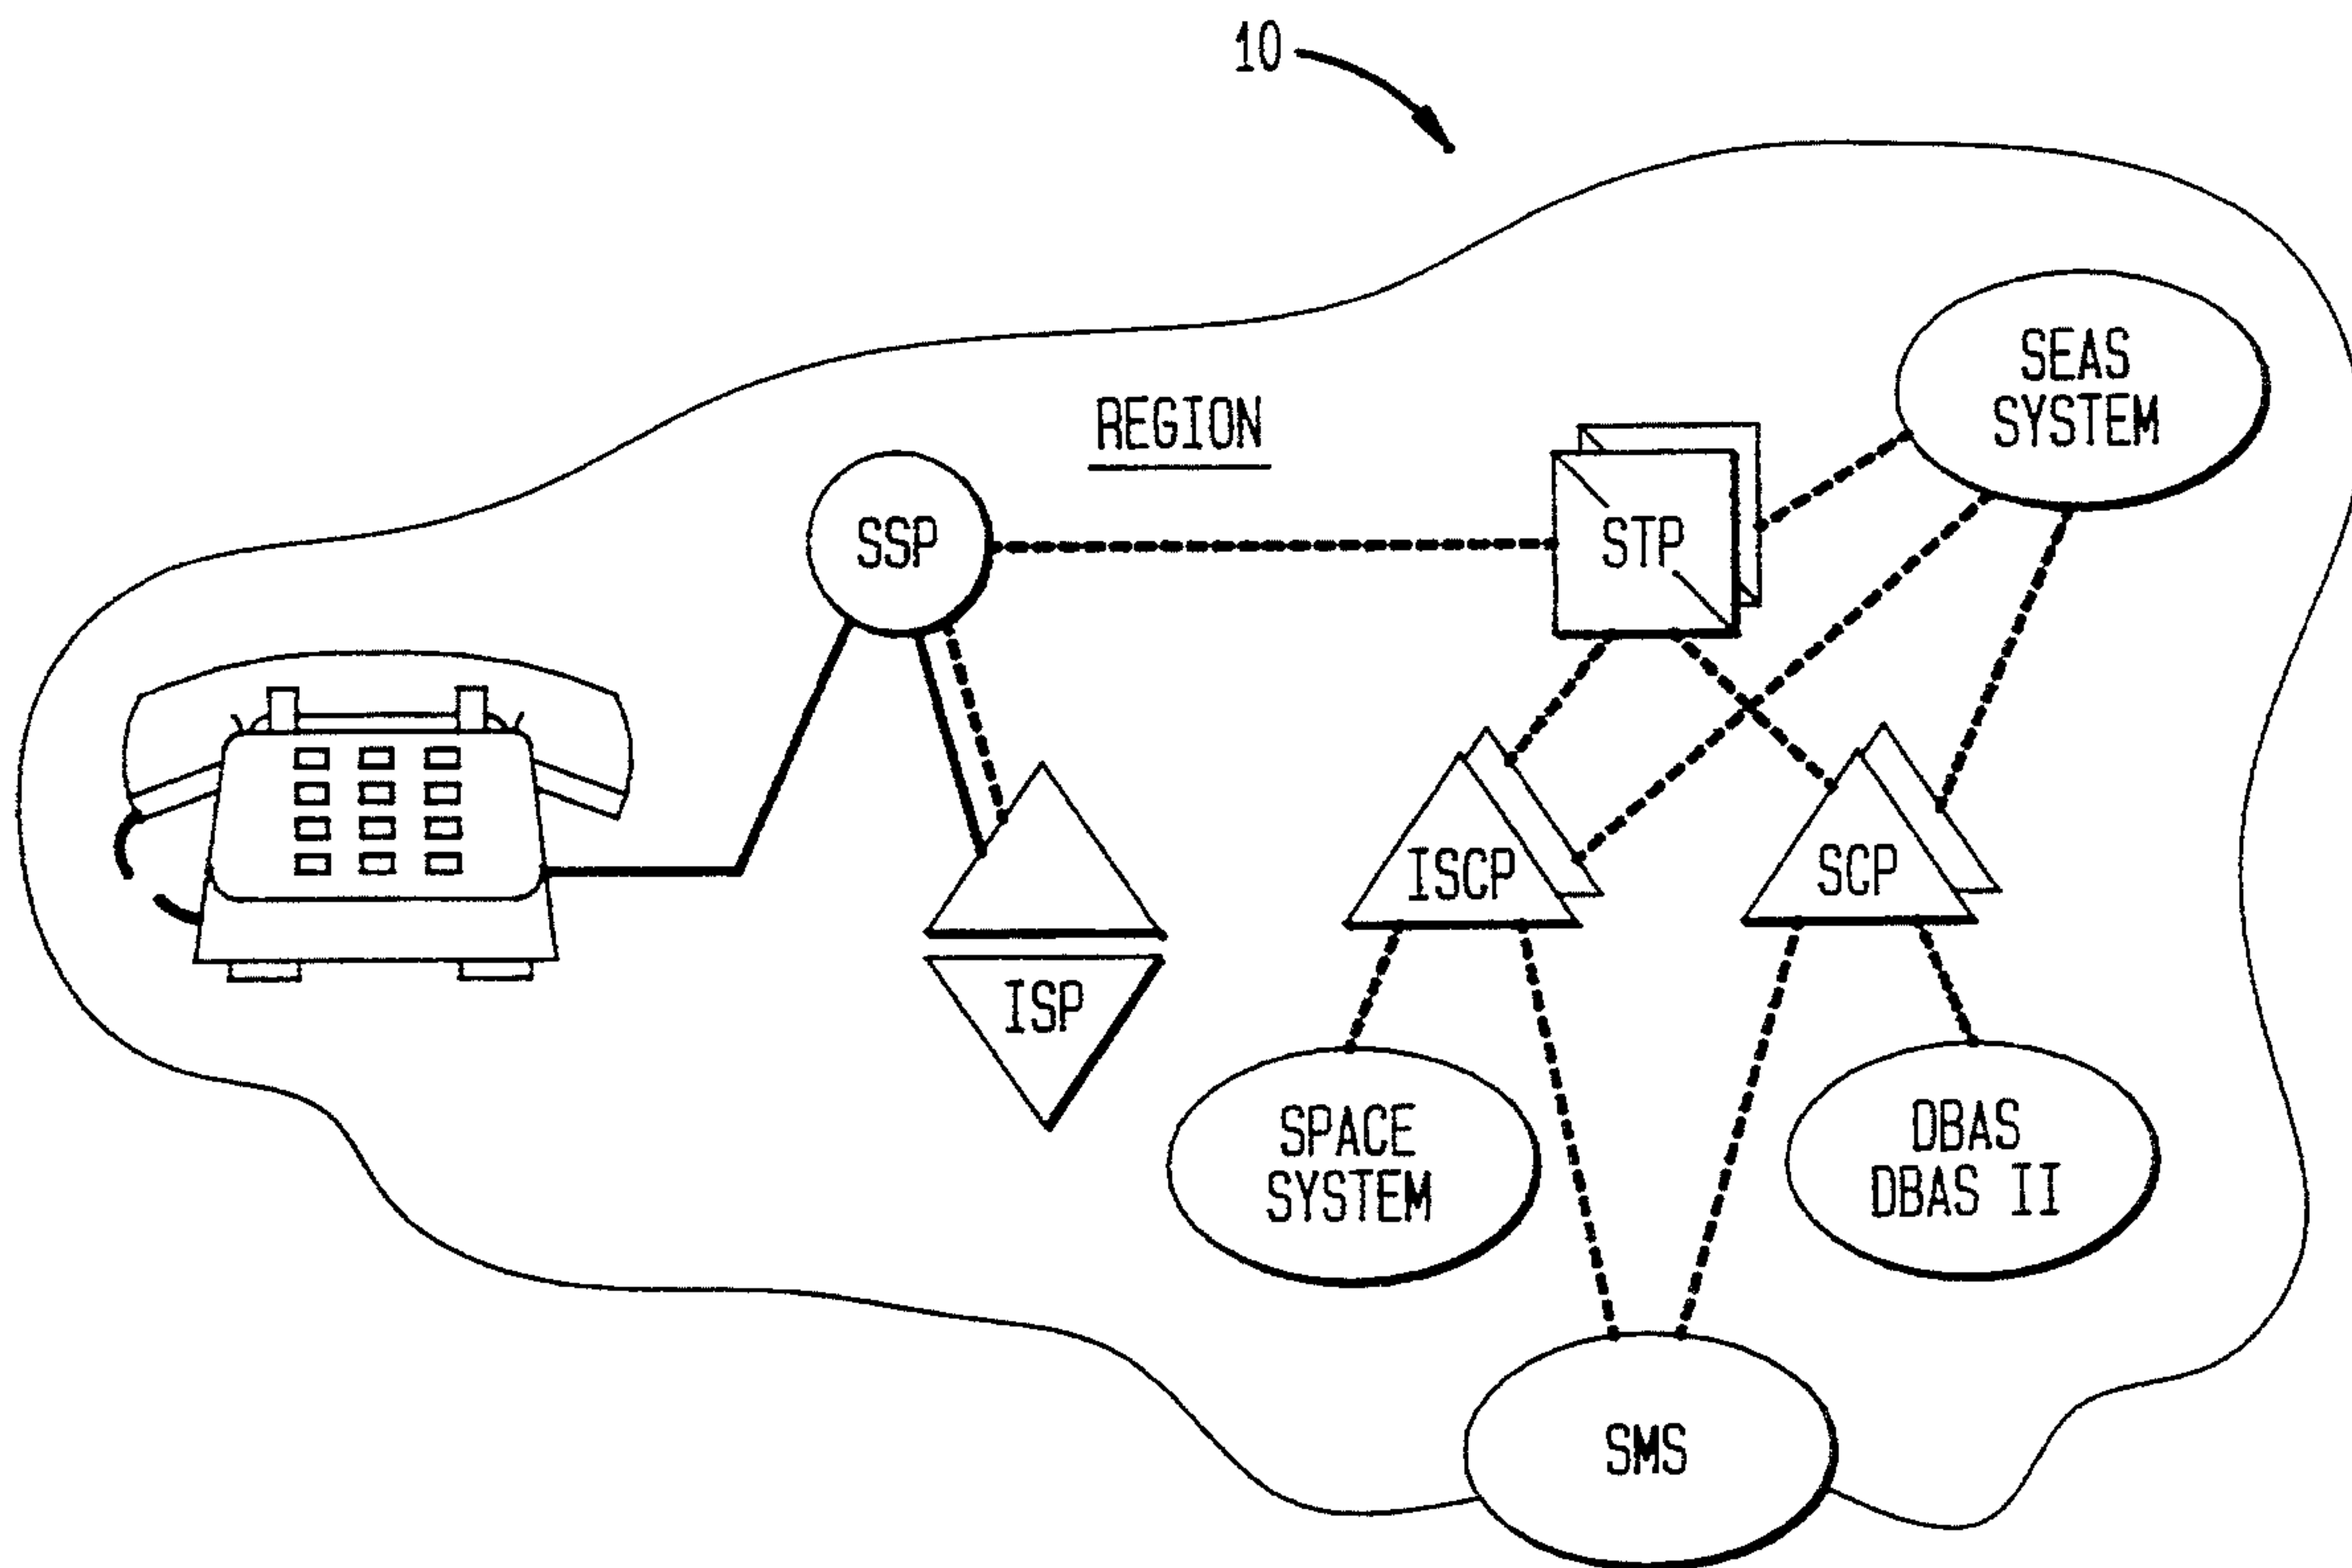 10
SEAS
SYSTEM
REGION
SSP
STP
ISCP
SCP
ISP
SPACE
SYSTEM
DBAS
DBAS II
SMS